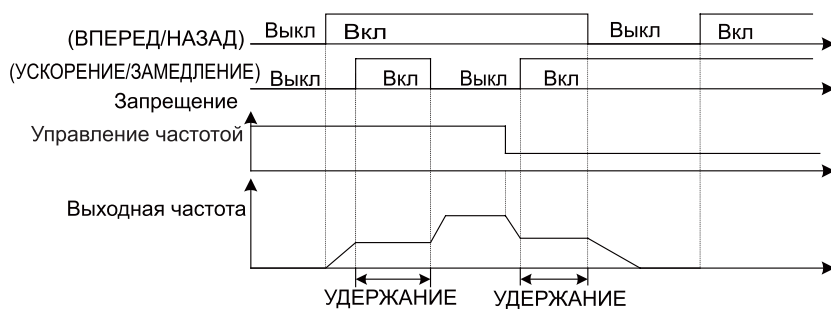 (ВПЕРЕД/НАЗАД) Выкл Вкл Выкл Вкл
(УСКОРЕНИЕ/ЗАМЕДЛЕНИЕ) Выкл Вкл Выкл Вкл
Запрещение
Управление частотой
Выходная частота
УДЕРЖАНИЕ УДЕРЖАНИЕ